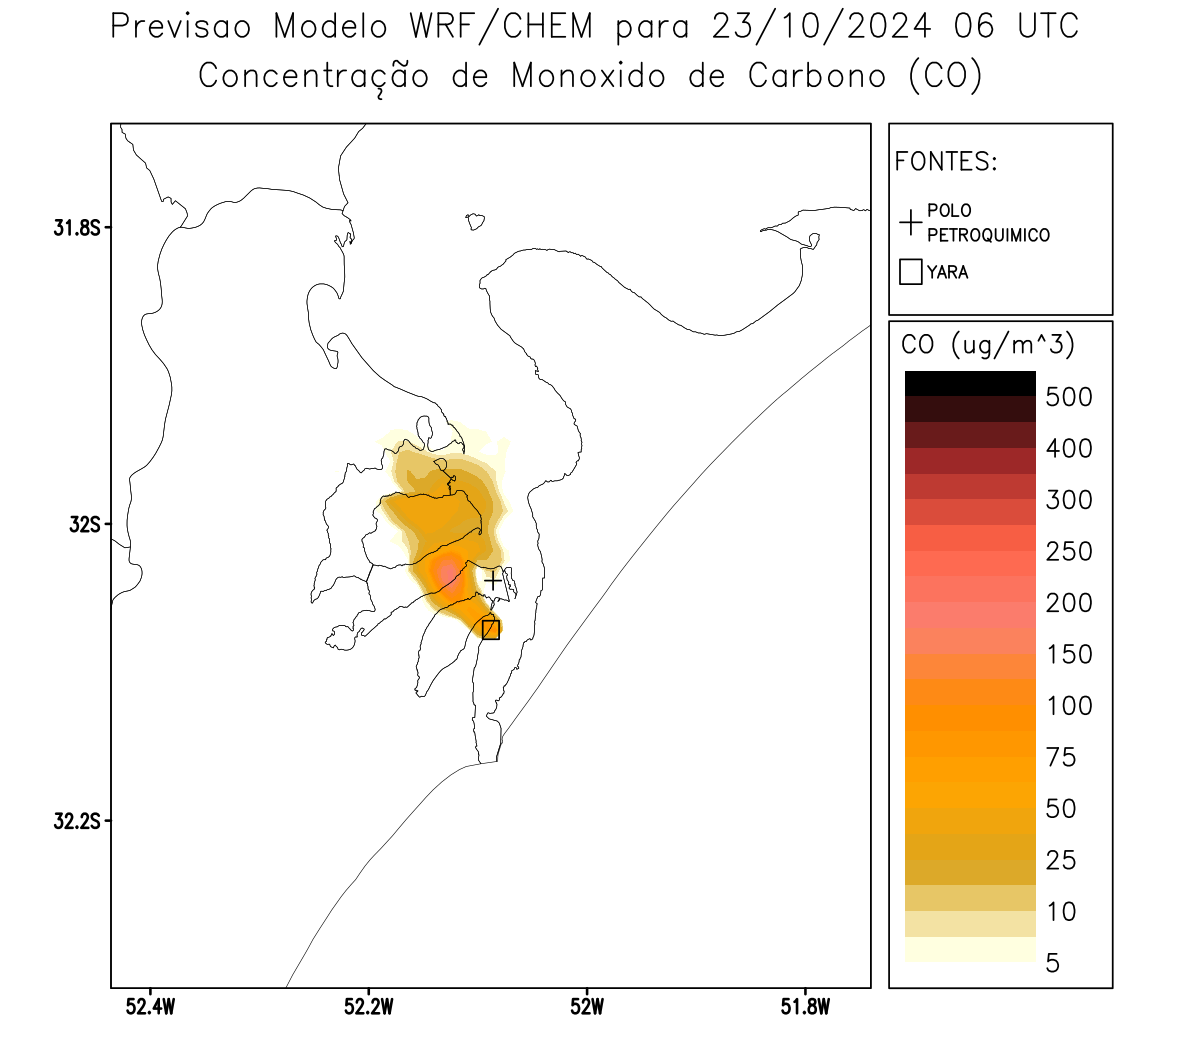 Previsao Modelo WRF/CHEM para 23/10/2024 06 UTC
Concentração de Monoxido de Carbono (CO)
FONTES:
POLO
PETROQUIMICO
YARA
CO (ug/m^3)
500
400
300
250
200
150
100
75
50
25
10
5
31.8S
32S
32.2S
52.4W
52.2W
52W
51.8W